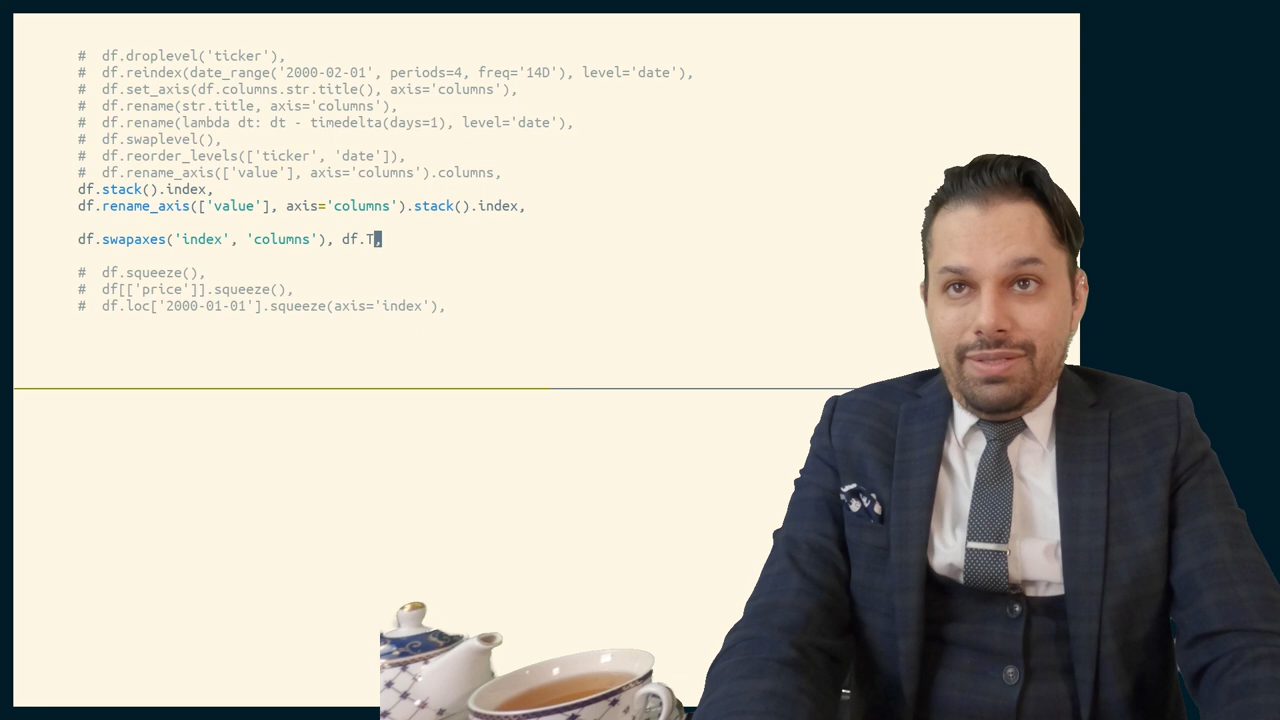 #  df.droplevel('ticker'),
#  df.reindex(date_range('2000-02-01', periods=4, freq='14D'), level='date'),
#  df.set_axis(df.columns.str.title(), axis='columns'),
#  df.rename(str.title, axis='columns'),
#  df.rename(lambda dt: dt - timedelta(days=1), level='date'),
#  df.swaplevel(),
#  df.reorder_levels(['ticker', 'date']),
#  df.rename_axis(['value'], axis='columns').columns,
df.stack().index,
df.rename_axis(['value'], axis='columns').stack().index,
df.swapaxes('index', 'columns'), df.T,
#  df.squeeze(),
#  df[['price']].squeeze(),
#  df.loc['2000-01-01'].squeeze(axis='index'),